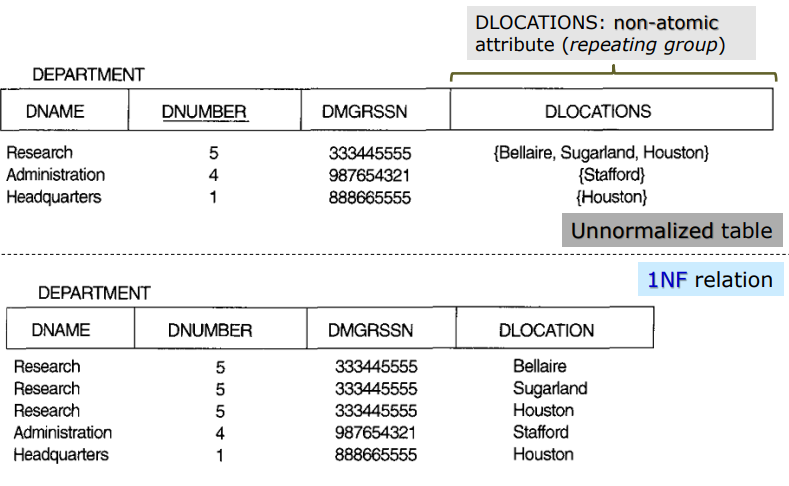 DLOCATIONS: non-atomic
attribute (repeating group)
DEPARTMENT
DNAME DNUMBER DMGRSSN DLOCATIONS
Research 5 333445555 {Bellaire, Sugarland, Houston}
Administration 4 987654321 {Stafford}
Headquarters 1 888665555 {Houston}
Unnormalized table
1NF relation
DEPARTMENT
DNAME DNUMBER DMGRSSN DLOCATION
Research 5 333445555 Bellaire
Research 5 333445555 Sugarland
Research 5 333445555 Houston
Administration 4 987654321 Stafford
Headquarters 1 888665555 Houston